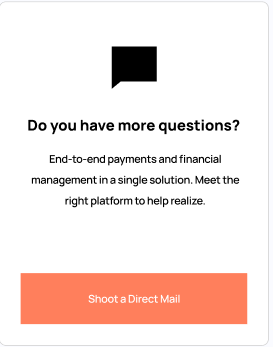 Do you have more questions?
End-to-end payments and financial
management in a single solution. Meet the
right platform to help realize.
Shoot a Direct Mail